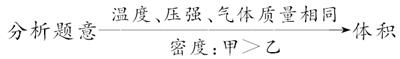 温度、压强、气体质量相同
分析题意——→体积
密度:甲>乙